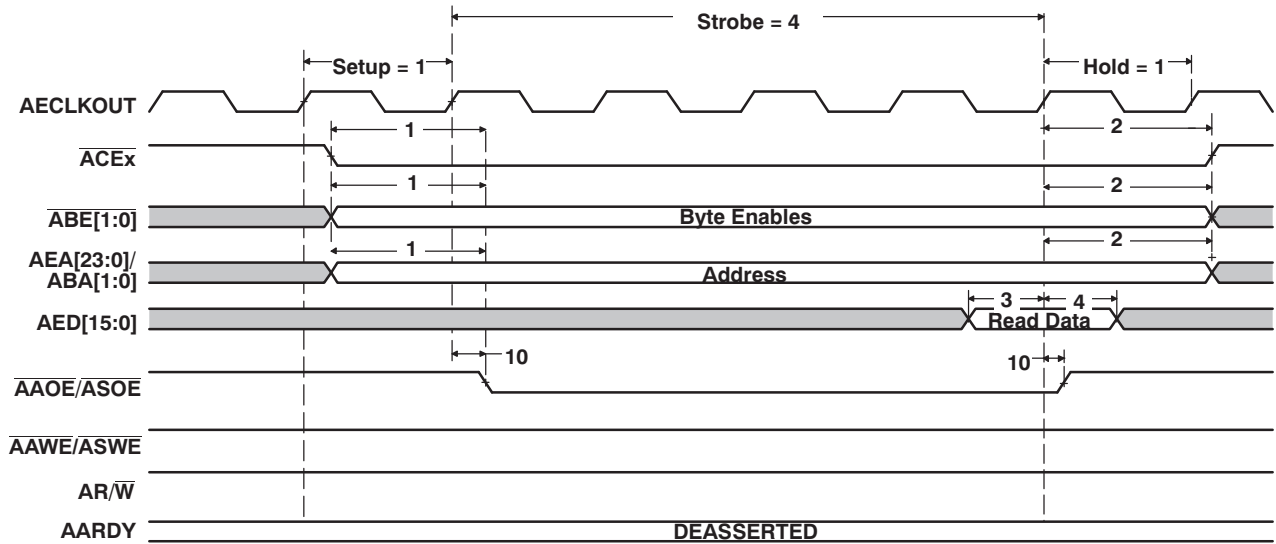 Strobe = 4
Setup = 1
Hold = 1
AECLKOUT
1
2
ACEx
1
2
ABE[1:0]
Byte Enables
1
2
AEA[23:0]/
ABA[1:0]
Address
3
4
AED[15:0]
Read Data
10
10
AAOE/ASOE
AAWE/ASWE
AR/W
AARDY
DEASSERTED